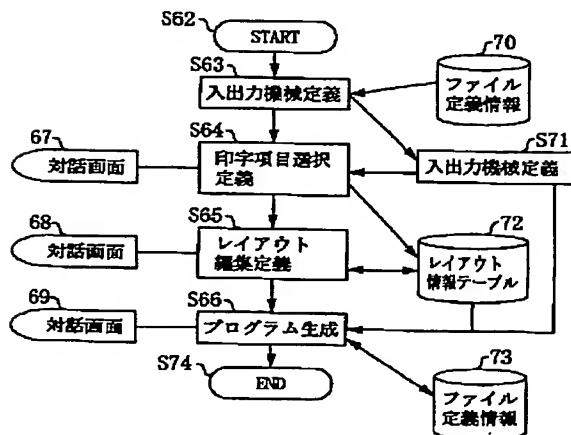 S62
START
S63
入出力機械定義
70
ファイル
定義情報
S64
67
対話画面
印字項目選択
定義
S71
入出力機械定義
S65
68
対話画面
レイアウト
編集定義
72
レイアウト
情報テーブル
S66
69
対話画面
プログラム生成
S74
END
73
ファイル
定義情報